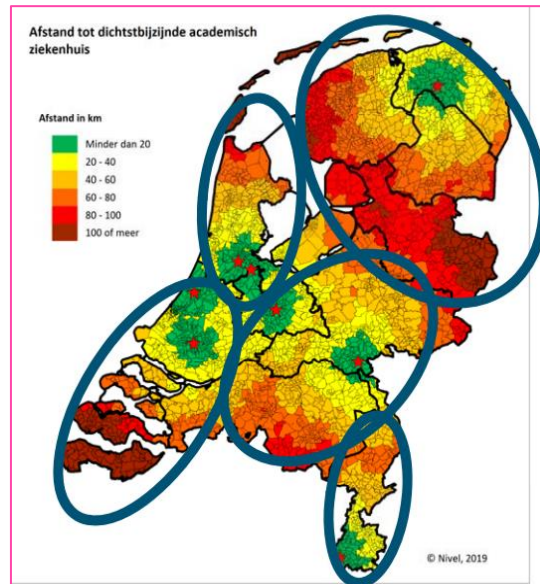 Afstand tot dichtstbijzijnde academisch
ziekenhuis
Afstand in km
Minder dan 20
20 - 40
40 - 60
60 - 80
80 - 100
100 of meer
© Nivel, 2019